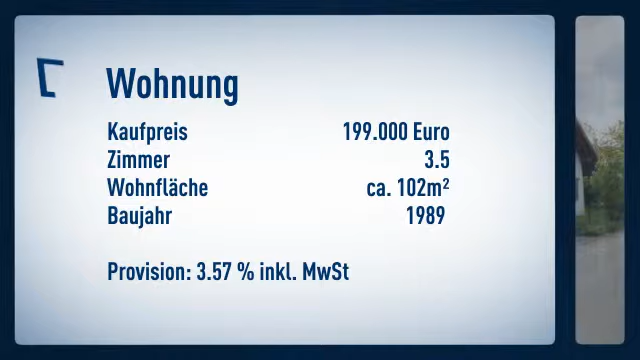 Wohnung
Kaufpreis 199.000 Euro
Zimmer 3.5
Wohnfläche ca. 102m²
Baujahr 1989
Provision: 3.57 % inkl. MwSt